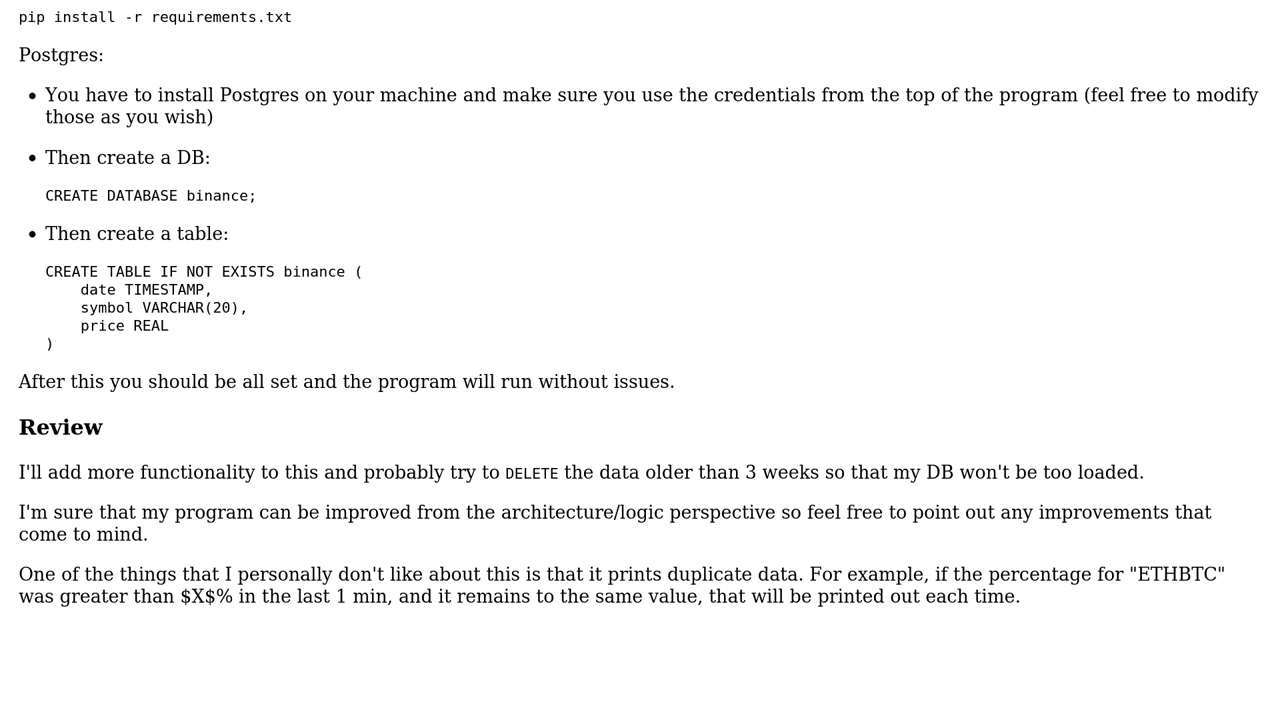 pip install -r requirements.txt
Postgres:
• You have to install Postgres on your machine and make sure you use the credentials from the top of the program (feel free to modify
those as you wish)
• Then create a DB:
CREATE DATABASE binance;
• Then create a table:
CREATE TABLE IF NOT EXISTS binance (
    date TIMESTAMP,
    symbol VARCHAR(20),
    price REAL
)
After this you should be all set and the program will run without issues.
Review
I'll add more functionality to this and probably try to DELETE the data older than 3 weeks so that my DB won't be too loaded.
I'm sure that my program can be improved from the architecture/logic perspective so feel free to point out any improvements that
come to mind.
One of the things that I personally don't like about this is that it prints duplicate data. For example, if the percentage for "ETHBTC"
was greater than $X$% in the last 1 min, and it remains to the same value, that will be printed out each time.